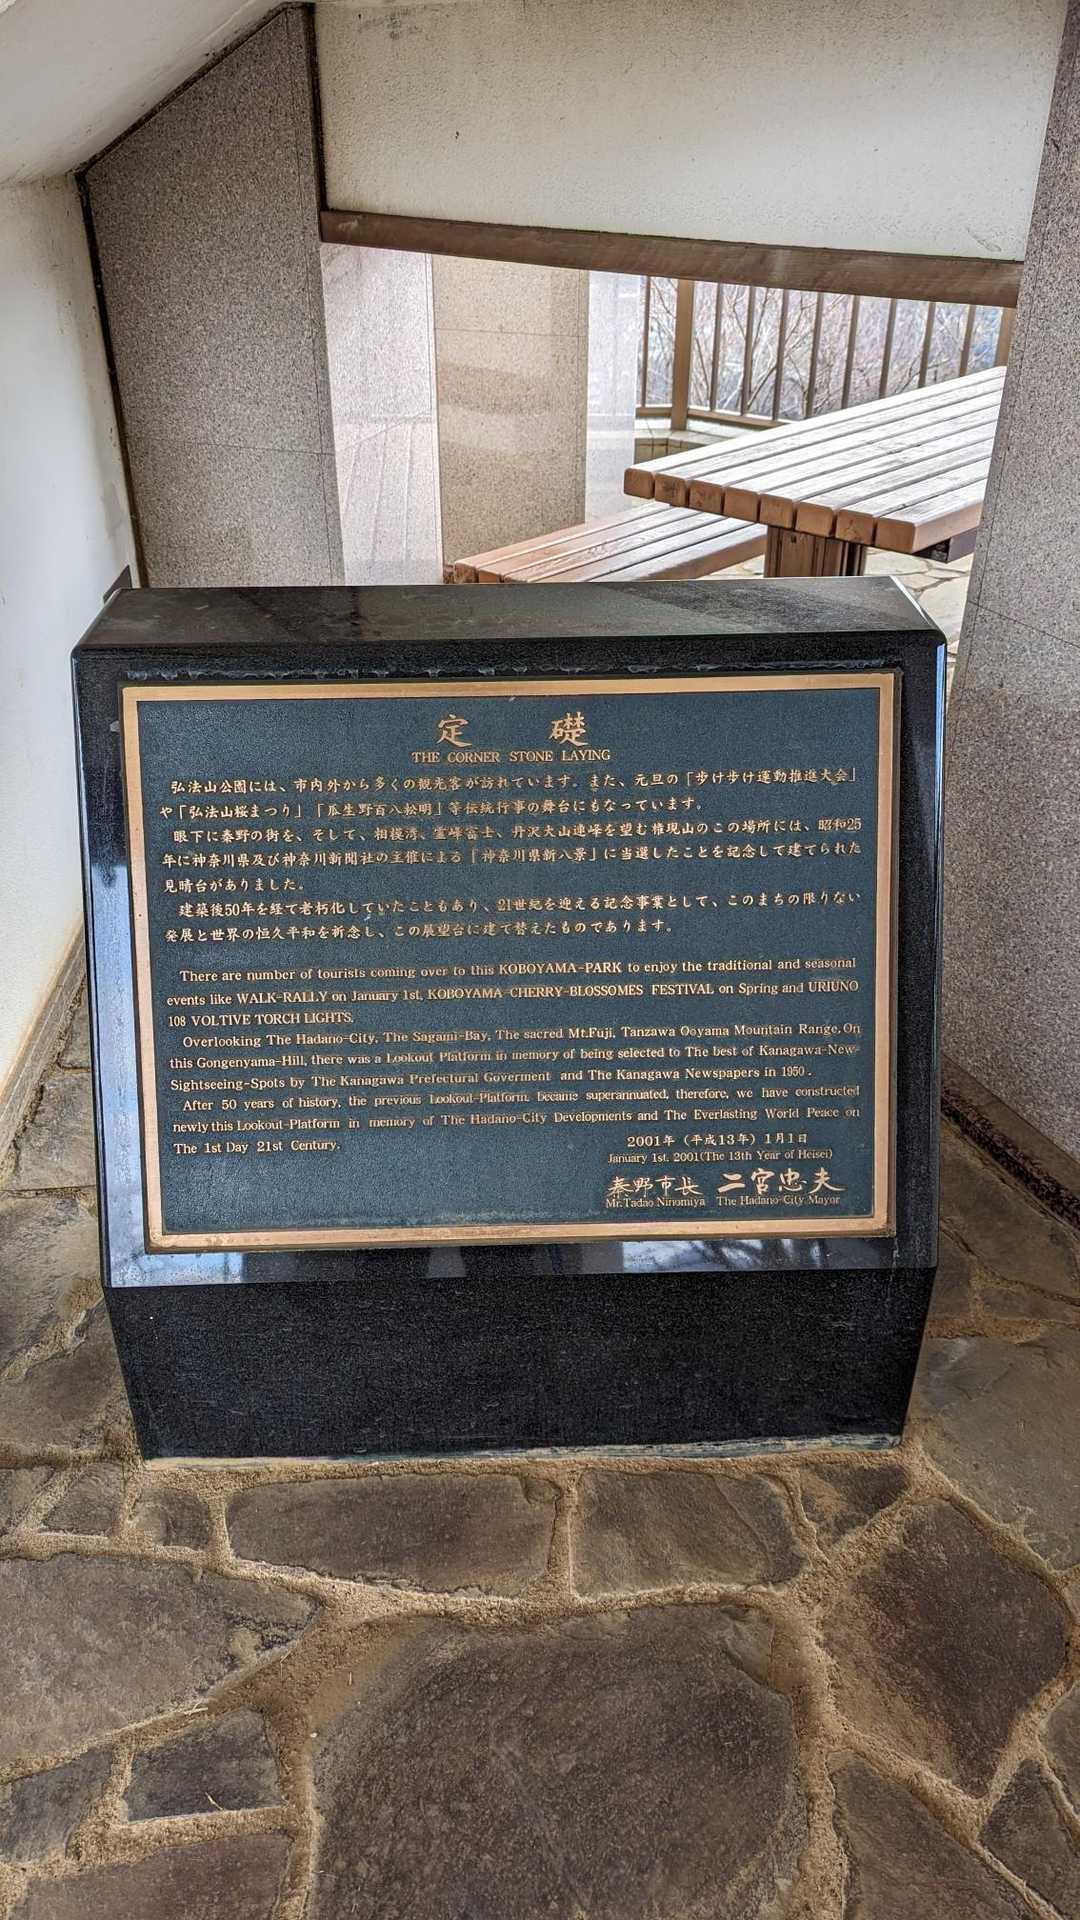 定 礎
THE CORNER STONE LAYING
弘法山公園には、市内外から多くの観光客が訪れています。また、元旦の「歩け歩け運動推進大会」
や「弘法山桜まつり」「瓜生野百八松明」等伝統行事の舞台にもなっています。
眼下に秦野の街を、そして、相模湾、霊峰富士、丹沢大山連峰を望む権現山のこの場所には、昭和25
年に神奈川県及び神奈川新聞社の主催による「神奈川県新八景」に当選したことを記念して建てられた
見晴台がありました。
建築後50年を経て老朽化していたこともあり、21世紀を迎える記念事業として、このまちの限りない
発展と世界の恒久平和を祈念し、この展望台に建て替えたものであります。
There are number of tourists coming over to this KOBOYAMA-PARK to enjoy the traditional and seasonal
events like WALK-RALLY on January 1st, KOBOYAMA-CHERRY-BLOSSOMES FESTIVAL on Spring and URIUNO
108 VOLTIVE TORCH LIGHTS.
Overlooking The Hadano-City, The Sagami-Bay, The sacred Mt.Fuji, Tanzawa Ooyama Mountain Range. On
this Gongenyama-Hill, there was a Lookout Platform in memory of being selected to The best of Kanagawa-New-
Sightseeing-Spots by The Kanagawa Prefectural Goverment and The Kanagawa Newspapers in 1950.
After 50 years of history, the previous Lookout-Platform became superannuated, therefore, we have constructed
newly this Lookout-Platform in memory of The Hadano-City Developments and The Everlasting World Peace on
The 1st Day 21st Century.
2001年（平成13年）1月1日
January 1st. 2001(The 13th Year of Heisei)
秦野市長 二宮忠夫
Mr.Tadao Ninomiya The Hadano-City Mayor